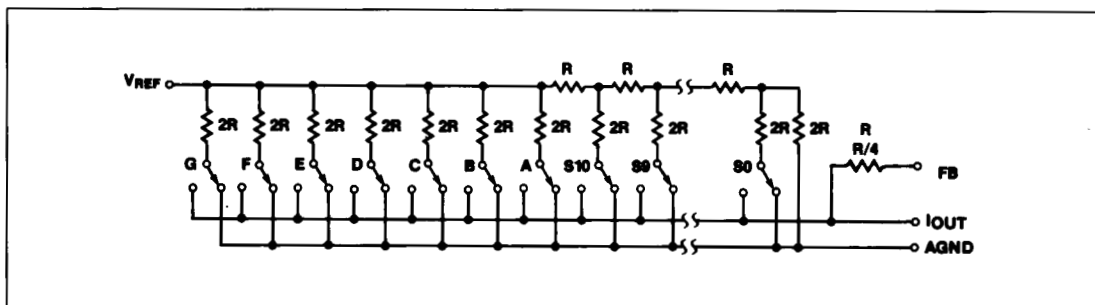 R R R
VREF
2R 2R 2R 2R 2R 2R 2R 2R 2R 2R 2R
R
R/4
G F E D C B A S10 S9 S0
FB
IOUT
AGND